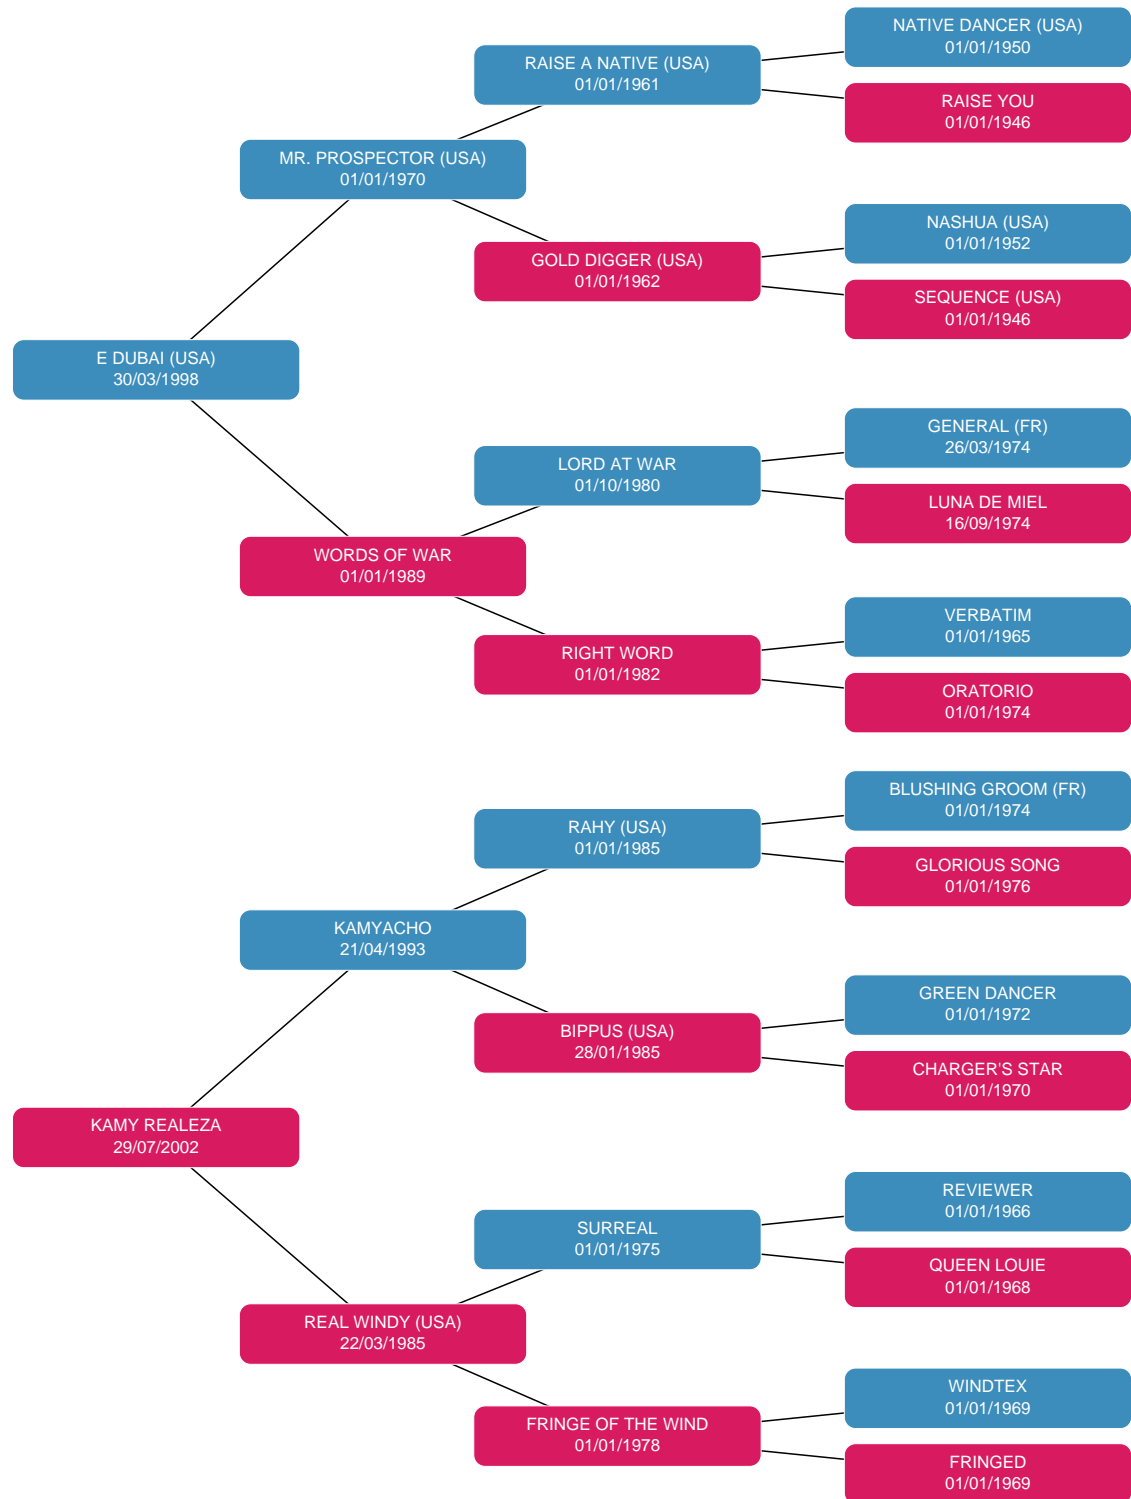 NATIVE DANCER (USA)
01/01/1950
RAISE A NATIVE (USA)
01/01/1961
RAISE YOU
01/01/1946
MR. PROSPECTOR (USA)
01/01/1970
NASHUA (USA)
01/01/1952
GOLD DIGGER (USA)
01/01/1962
SEQUENCE (USA)
01/01/1946
E DUBAI (USA)
30/03/1998
GENERAL (FR)
26/03/1974
LORD AT WAR
01/10/1980
LUNA DE MIEL
16/09/1974
WORDS OF WAR
01/01/1989
VERBATIM
01/01/1965
RIGHT WORD
01/01/1982
ORATORIO
01/01/1974
BLUSHING GROOM (FR)
01/01/1974
RAHY (USA)
01/01/1985
GLORIOUS SONG
01/01/1976
KAMYACHO
21/04/1993
GREEN DANCER
01/01/1972
BIPPUS (USA)
28/01/1985
CHARGER'S STAR
01/01/1970
KAMY REALEZA
29/07/2002
REVIEWER
01/01/1966
SURREAL
01/01/1975
QUEEN LOUIE
01/01/1968
REAL WINDY (USA)
22/03/1985
WINDTEX
01/01/1969
FRINGE OF THE WIND
01/01/1978
FRINGED
01/01/1969